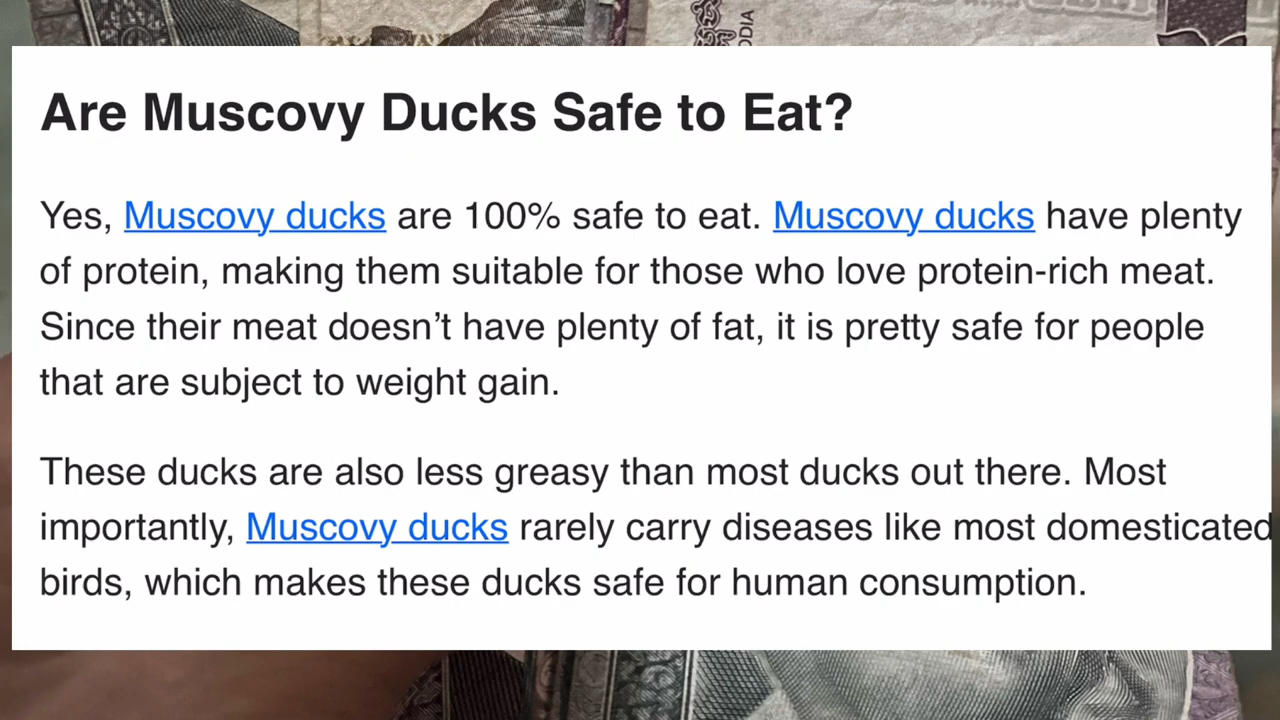 Are Muscovy Ducks Safe to Eat?
Yes, Muscovy ducks are 100% safe to eat. Muscovy ducks have plenty
of protein, making them suitable for those who love protein-rich meat.
Since their meat doesn’t have plenty of fat, it is pretty safe for people
that are subject to weight gain.
These ducks are also less greasy than most ducks out there. Most
importantly, Muscovy ducks rarely carry diseases like most domesticated
birds, which makes these ducks safe for human consumption.